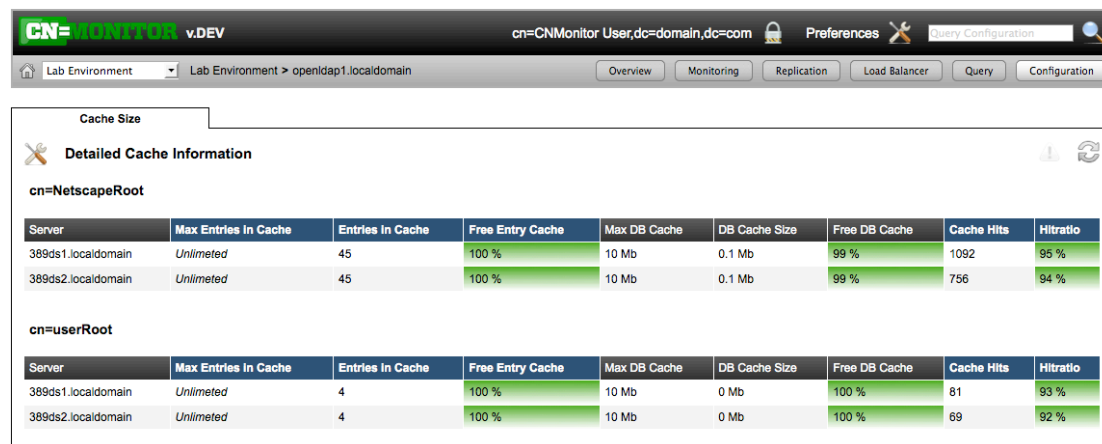 CN=MONITOR v.DEV cn=CNMonitor User,dc=domain,dc=com Preferences Query Configuration
Lab Environment Lab Environment > openldap1.localdomain Overview Monitoring Replication Load Balancer Query Configuration
Cache Size
Detailed Cache Information
cn=NetscapeRoot
Server Max Entries in Cache Entries in Cache Free Entry Cache Max DB Cache DB Cache Size Free DB Cache Cache Hits Hitratio
389ds1.localdomain Unlimeted 45 100 % 10 Mb 0.1 Mb 99 % 1092 95 %
389ds2.localdomain Unlimeted 45 100 % 10 Mb 0.1 Mb 99 % 756 94 %
cn=userRoot
Server Max Entries in Cache Entries in Cache Free Entry Cache Max DB Cache DB Cache Size Free DB Cache Cache Hits Hitratio
389ds1.localdomain Unlimeted 4 100 % 10 Mb 0 Mb 100 % 81 93 %
389ds2.localdomain Unlimeted 4 100 % 10 Mb 0 Mb 100 % 69 92 %